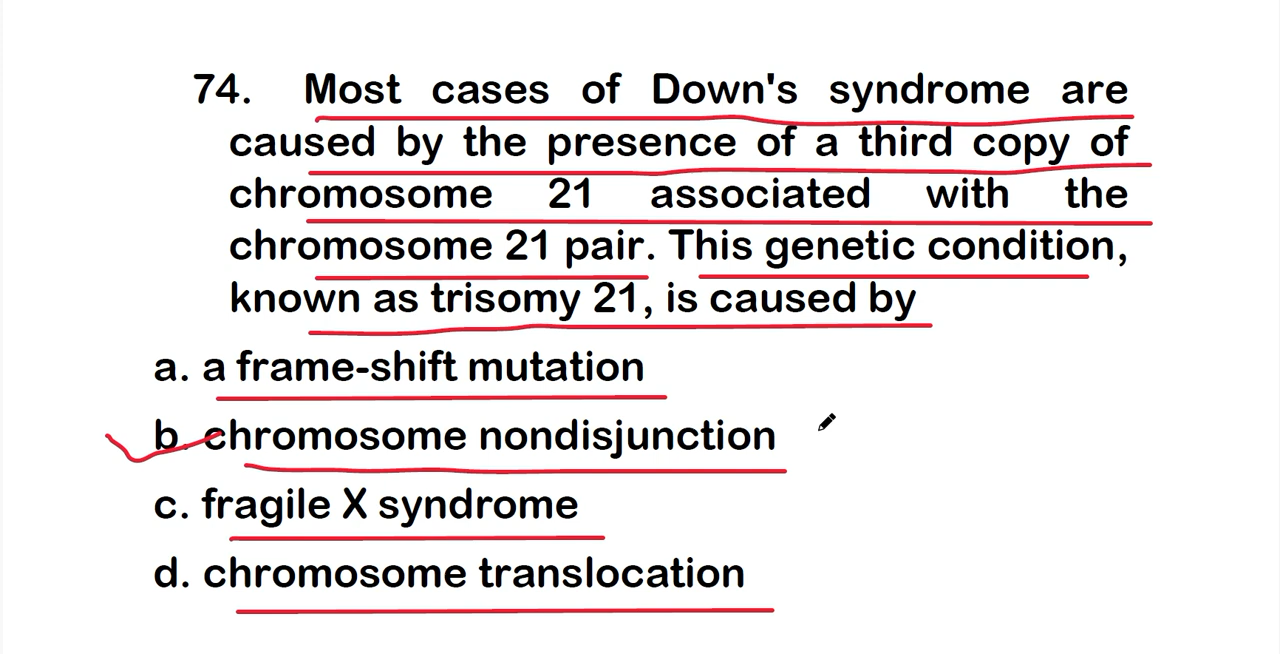 74. Most cases of Down's syndrome are
caused by the presence of a third copy of
chromosome 21 associated with the
chromosome 21 pair. This genetic condition,
known as trisomy 21, is caused by
a. a frame-shift mutation
b. chromosome nondisjunction
c. fragile X syndrome
d. chromosome translocation